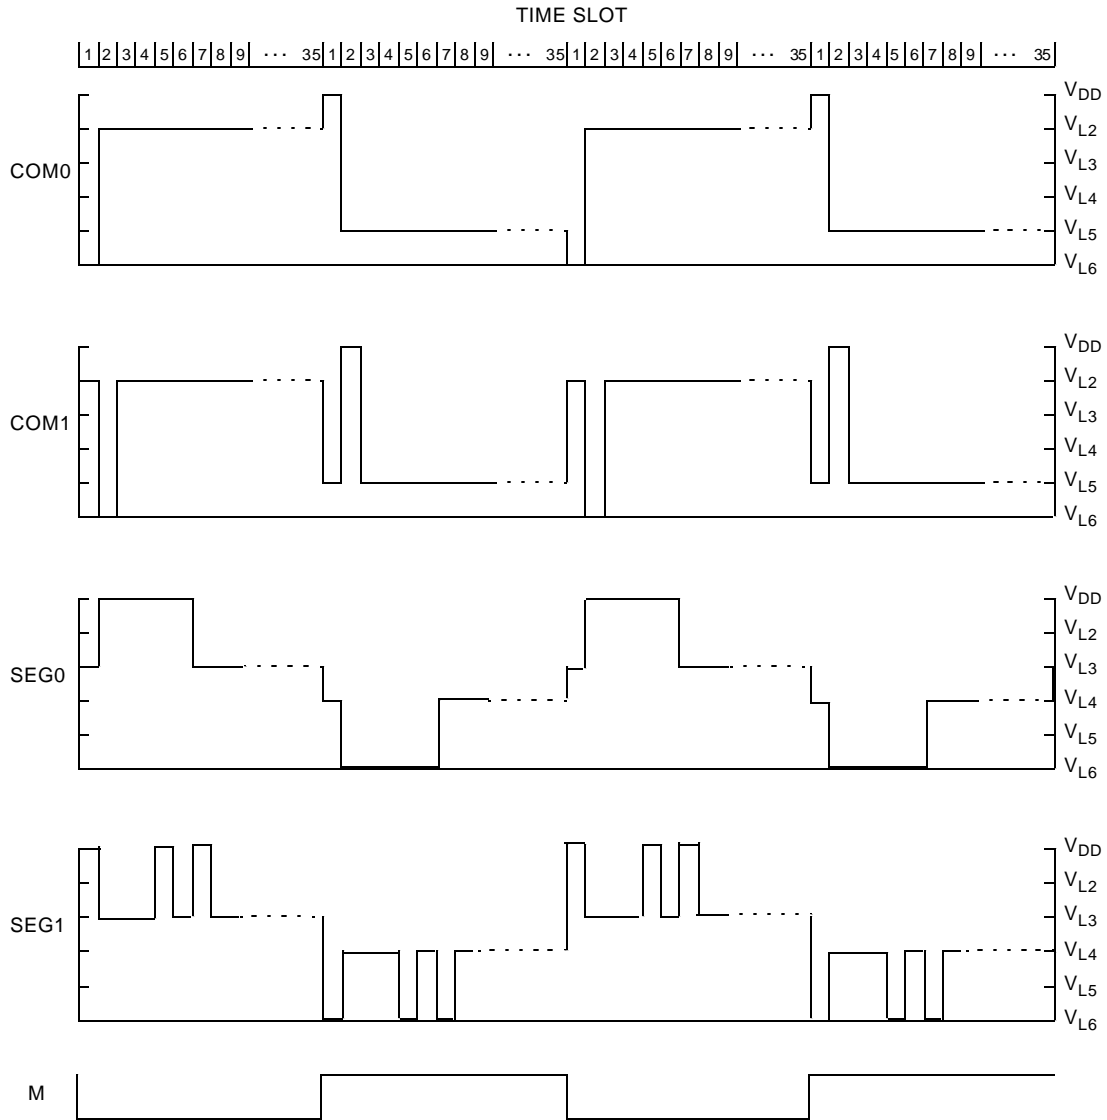 TIME SLOT
1 2 3 4 5 6 7 8 9 ··· 35 1 2 3 4 5 6 7 8 9 ··· 35 1 2 3 4 5 6 7 8 9 ··· 35 1 2 3 4 5 6 7 8 9 ··· 35
COM0
VDD
VL2
VL3
VL4
VL5
VL6
COM1
VDD
VL2
VL3
VL4
VL5
VL6
SEG0
VDD
VL2
VL3
VL4
VL5
VL6
SEG1
VDD
VL2
VL3
VL4
VL5
VL6
M